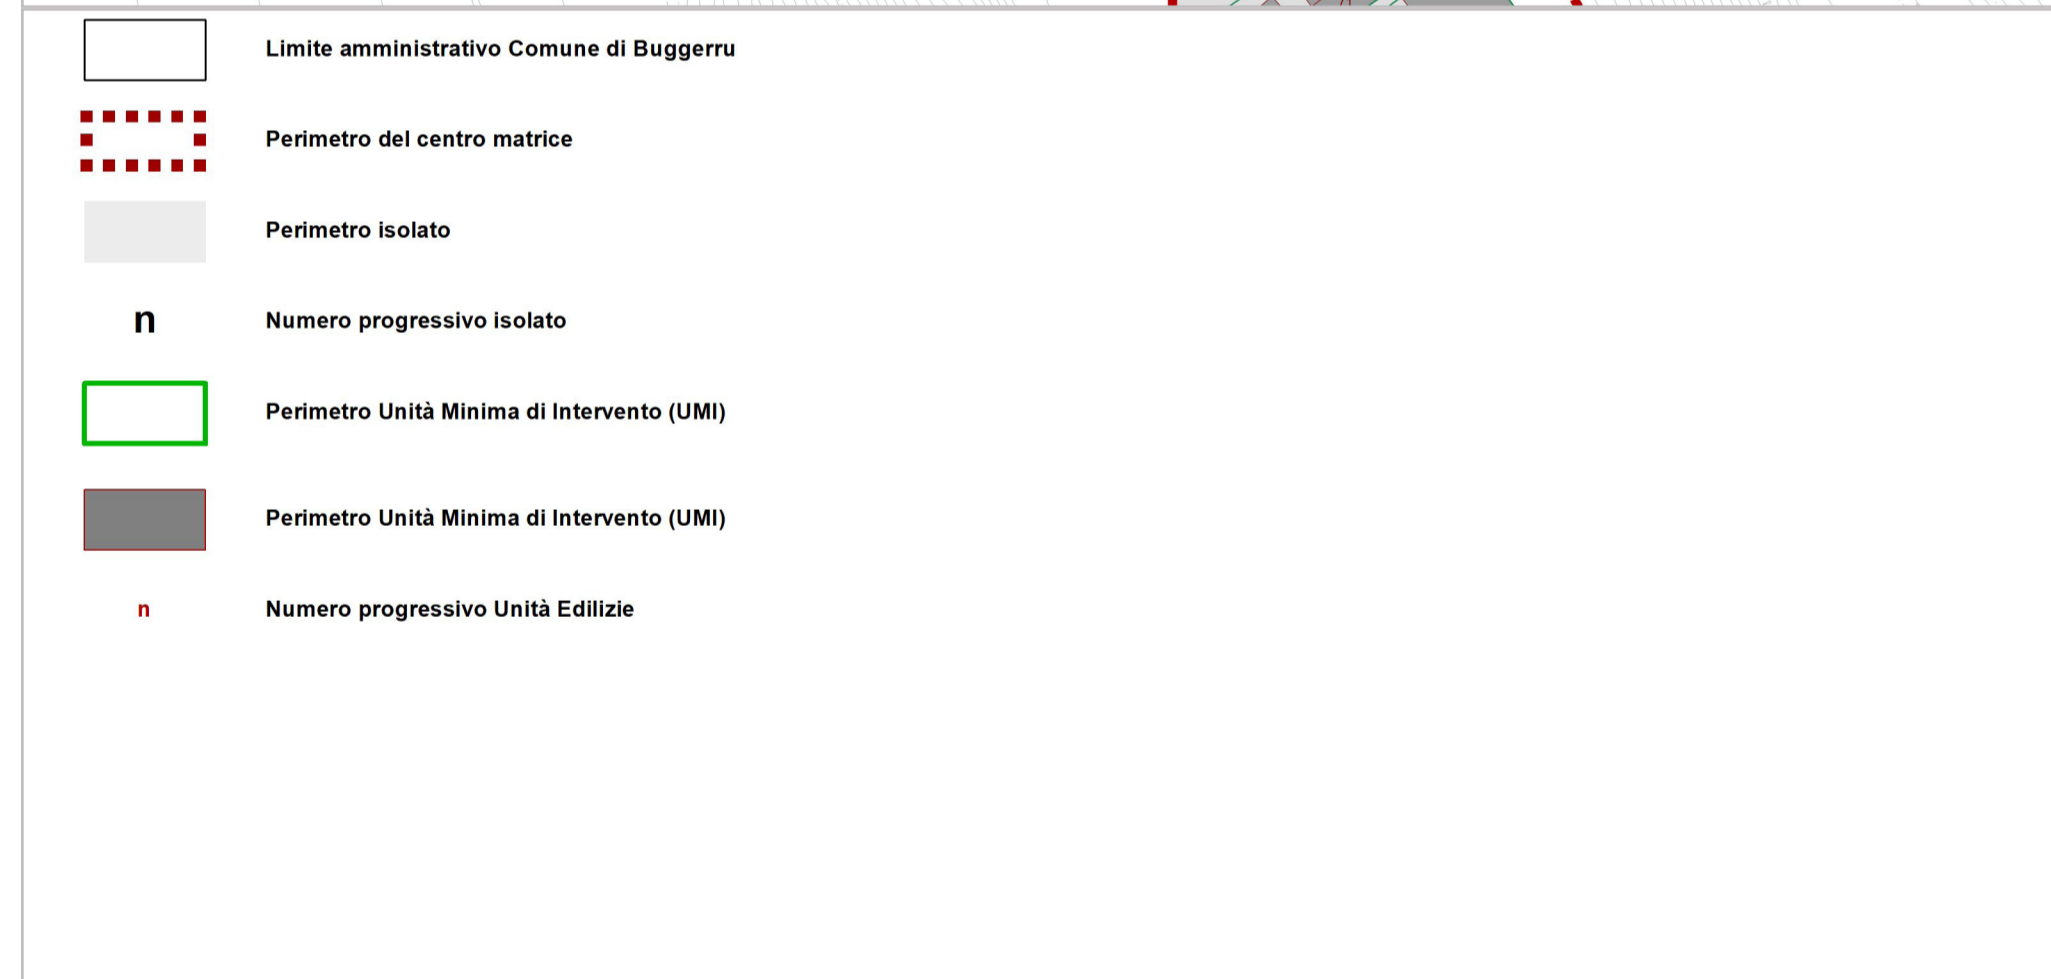 Limite amministrativo Comune di Buggerru
Perimetro del centro matrice
Perimetro isolato
n Numero progressivo isolato
Perimetro Unità Minima di Intervento (UMI)
Perimetro Unità Minima di Intervento (UMI)
n Numero progressivo Unità Edilizie